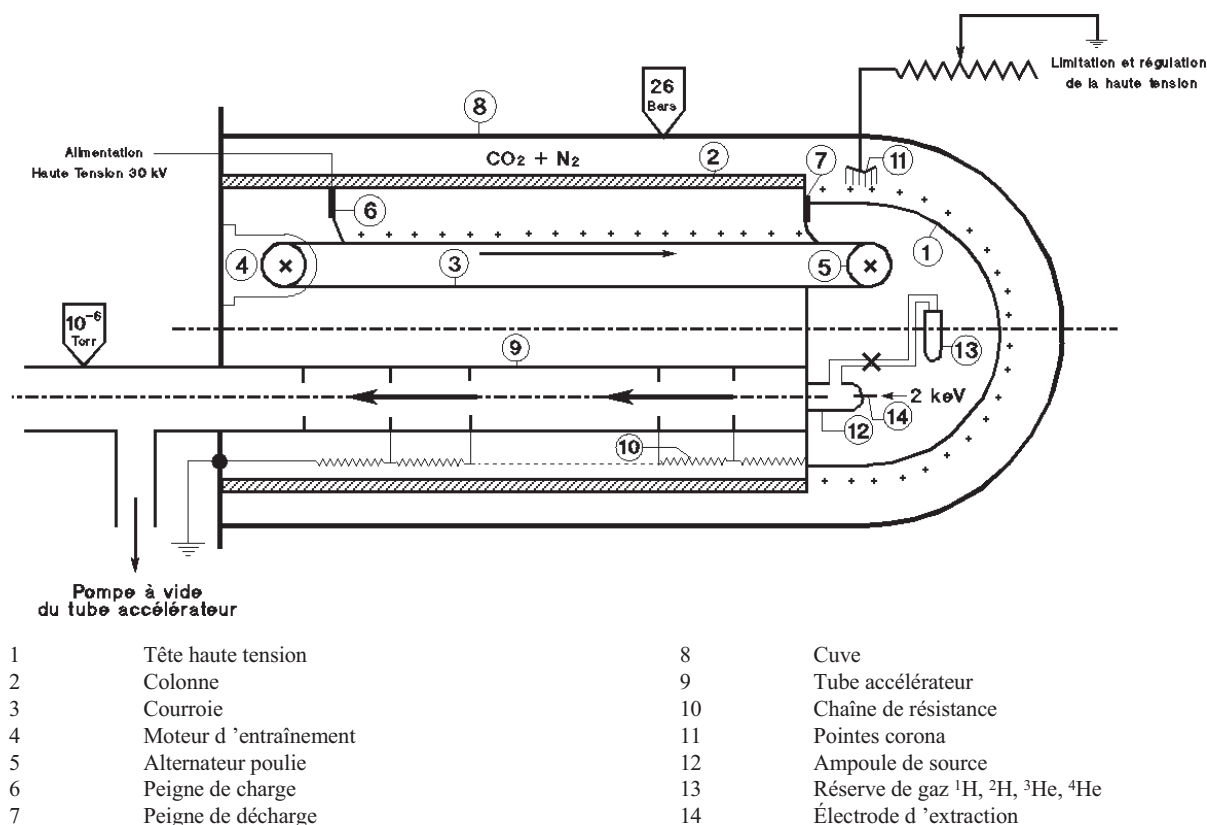 Limitation et régulation
de la haute tension
26
Bars
8
Alimentation
Haute Tension 30 kV
CO₂ + N₂
2
7
11
6
1
4
3
5
10⁻⁶
Torr
9
13
2 keV
14
12
10
Pompe à vide
du tube accélérateur
1 Tête haute tension
2 Colonne
3 Courroie
4 Moteur d ’entraînement
5 Alternateur poulie
6 Peigne de charge
7 Peigne de décharge
8 Cuve
9 Tube accélérateur
10 Chaîne de résistance
11 Pointes corona
12 Ampoule de source
13 Réserve de gaz ¹H, ²H, ³He, ⁴He
14 Électrode d ’extraction